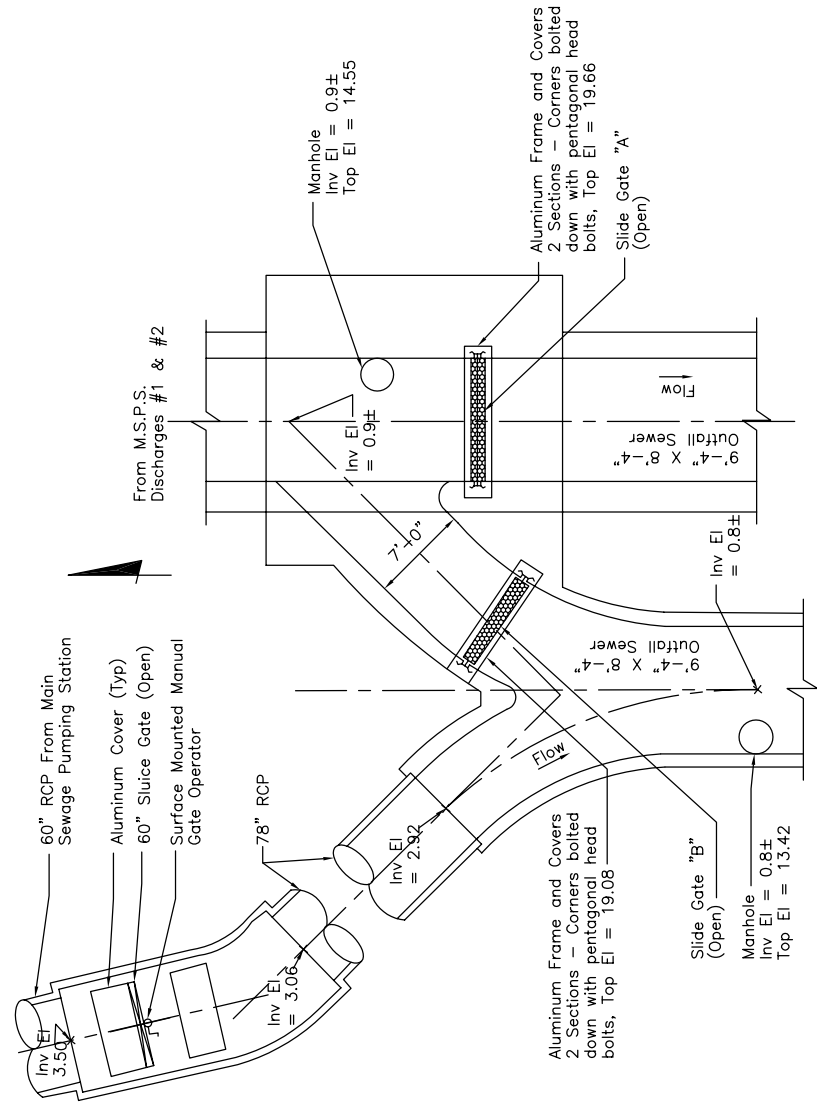 60" RCP From Main
Sewage Pumping Station
Aluminum Cover (Typ)
60" Sluice Gate (Open)
Surface Mounted Manual
Gate Operator
78" RCP
Inv El
3.50
Inv El
= 3.06
Inv El
= 2.92
From M.S.P.S.
Discharges #1 & #2
Manhole
Inv El = 0.9±
Top El = 14.55
Inv El
= 0.9±
7'-0"
Aluminum Frame and Covers
2 Sections – Corners bolted
down with pentagonal head
bolts, Top El = 19.66
Slide Gate "A"
(Open)
Flow
9'-4" X 8'-4"
Outfall Sewer
Inv El
= 0.8±
9'-4" X 8'-4"
Outfall Sewer
Flow
Aluminum Frame and Covers
2 Sections – Corners bolted
down with pentagonal head
bolts, Top El = 19.08
Slide Gate "B"
(Open)
Manhole
Inv El = 0.8±
Top El = 13.42